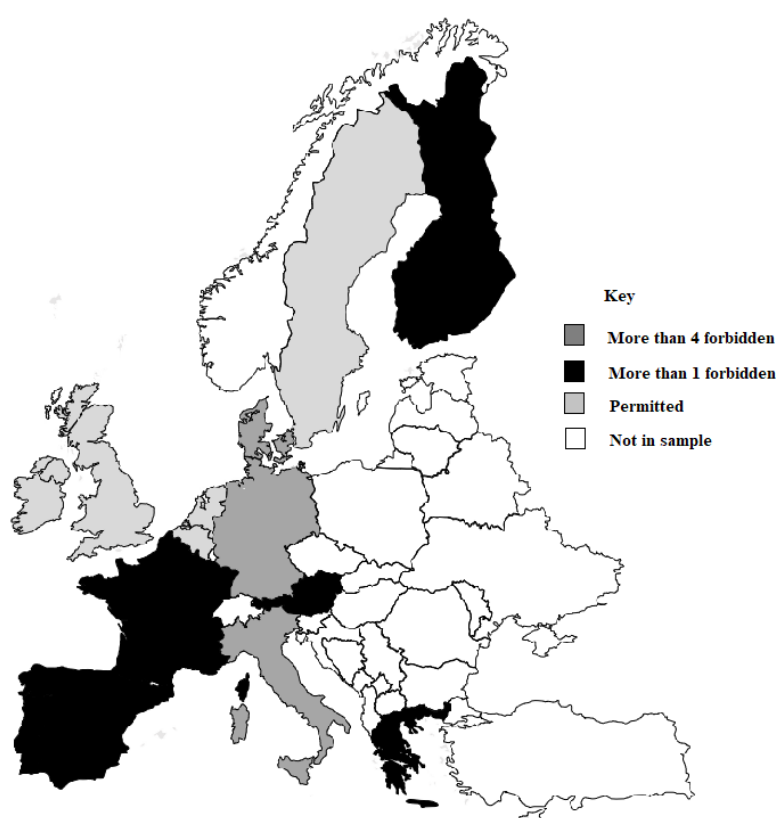 Key
More than 4 forbidden
More than 1 forbidden
Permitted
Not in sample